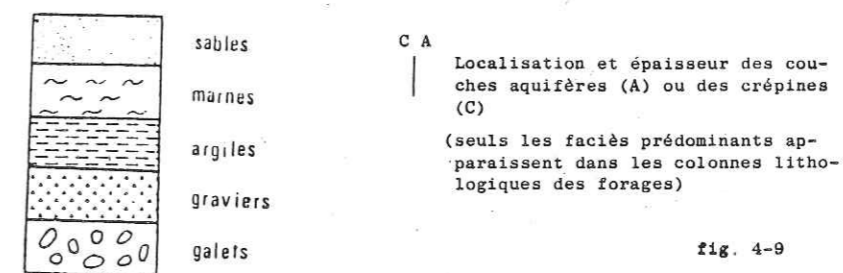 sables
marnes
argiles
graviers
galets
C A
Localisation et épaisseur des cou-
ches aquifères (A) ou des crépines
(C)
(seuls les faciès prédominants ap-
paraissent dans les colonnes litho-
logiques des forages)
fig. 4-9